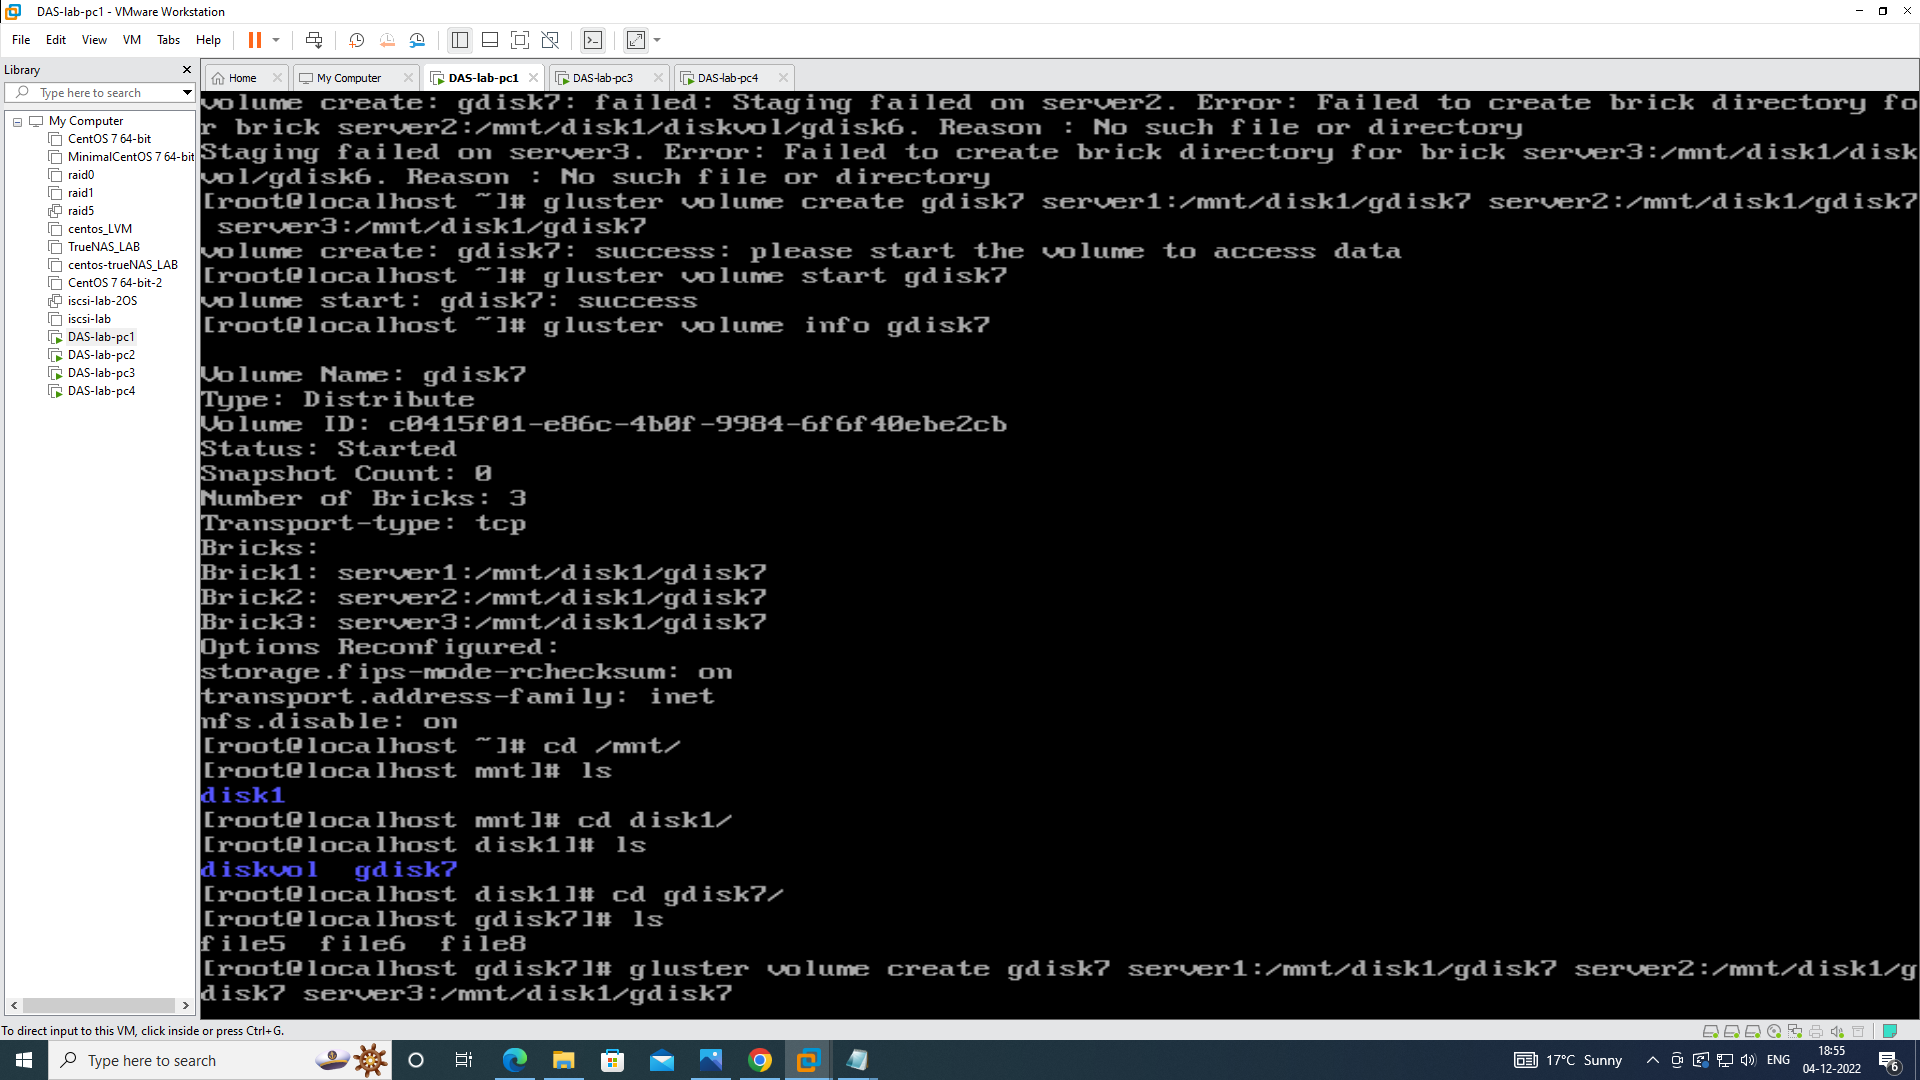 DAS-lab-pc1 - VMware Workstation
File Edit View VM Tabs Help
Library
Type here to search
My Computer
CentOS 7 64-bit
MinimalCentOS 7 64-bit
raid0
raid1
raid5
centos_LVM
TrueNAS_LAB
centos-trueNAS_LAB
CentOS 7 64-bit-2
iscsi-lab-2OS
iscsi-lab
DAS-lab-pc1
DAS-lab-pc2
DAS-lab-pc3
DAS-lab-pc4
Home My Computer DAS-lab-pc1 DAS-lab-pc3 DAS-lab-pc4
volume create: gdisk7: failed: Staging failed on server2. Error: Failed to create brick directory fo
r brick server2:/mnt/disk1/diskvol/gdisk6. Reason : No such file or directory
Staging failed on server3. Error: Failed to create brick directory for brick server3:/mnt/disk1/disk
vol/gdisk6. Reason : No such file or directory
[root@localhost ~]# gluster volume create gdisk7 server1:/mnt/disk1/gdisk7 server2:/mnt/disk1/gdisk7
server3:/mnt/disk1/gdisk7
volume create: gdisk7: success: please start the volume to access data
[root@localhost ~]# gluster volume start gdisk7
volume start: gdisk7: success
[root@localhost ~]# gluster volume info gdisk7
Volume Name: gdisk7
Type: Distribute
Volume ID: c0415f01-e86c-4b0f-9984-6f6f40ebe2cb
Status: Started
Snapshot Count: 0
Number of Bricks: 3
Transport-type: tcp
Bricks:
Brick1: server1:/mnt/disk1/gdisk7
Brick2: server2:/mnt/disk1/gdisk7
Brick3: server3:/mnt/disk1/gdisk7
Options Reconfigured:
storage.fips-mode-rchecksum: on
transport.address-family: inet
nfs.disable: on
[root@localhost ~]# cd /mnt/
[root@localhost mnt]# ls
disk1
[root@localhost mnt]# cd disk1/
[root@localhost disk1]# ls
diskvol gdisk7
[root@localhost disk1]# cd gdisk7/
[root@localhost gdisk7]# ls
file5 file6 file8
[root@localhost gdisk7]# gluster volume create gdisk7 server1:/mnt/disk1/gdisk7 server2:/mnt/disk1/g
disk7 server3:/mnt/disk1/gdisk7
To direct input to this VM, click inside or press Ctrl+G.
Type here to search
17°C Sunny
ENG
18:55
04-12-2022
6